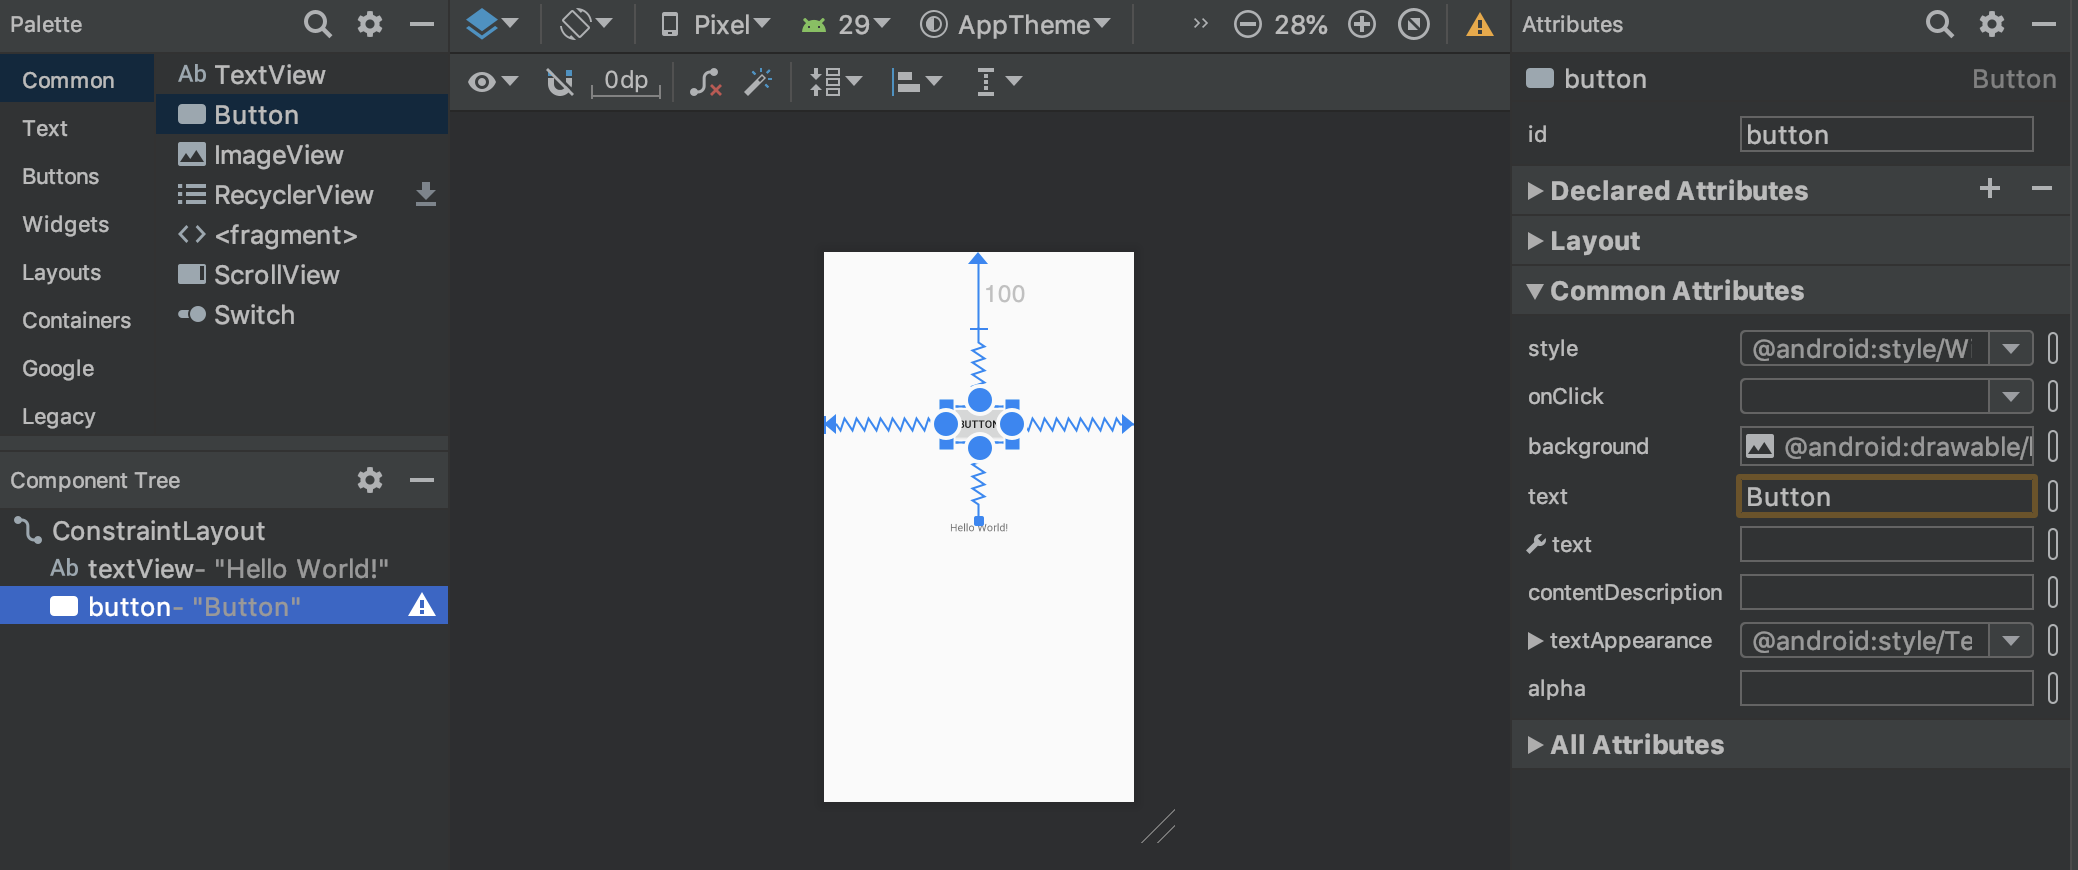 Palette
Common
Text
Buttons
Widgets
Layouts
Containers
Google
Legacy
Ab TextView
Button
ImageView
RecyclerView
<fragment>
ScrollView
Switch
Component Tree
ConstraintLayout
Ab textView- "Hello World!"
button- "Button"
Pixel
29
AppTheme
>>
28%
0dp
100
BUTTON
Hello World!
Attributes
button Button
id button
Declared Attributes
Layout
Common Attributes
style @android:style/W
onClick
background @android:drawable/
text Button
text
contentDescription
textAppearance @android:style/Te
alpha
All Attributes